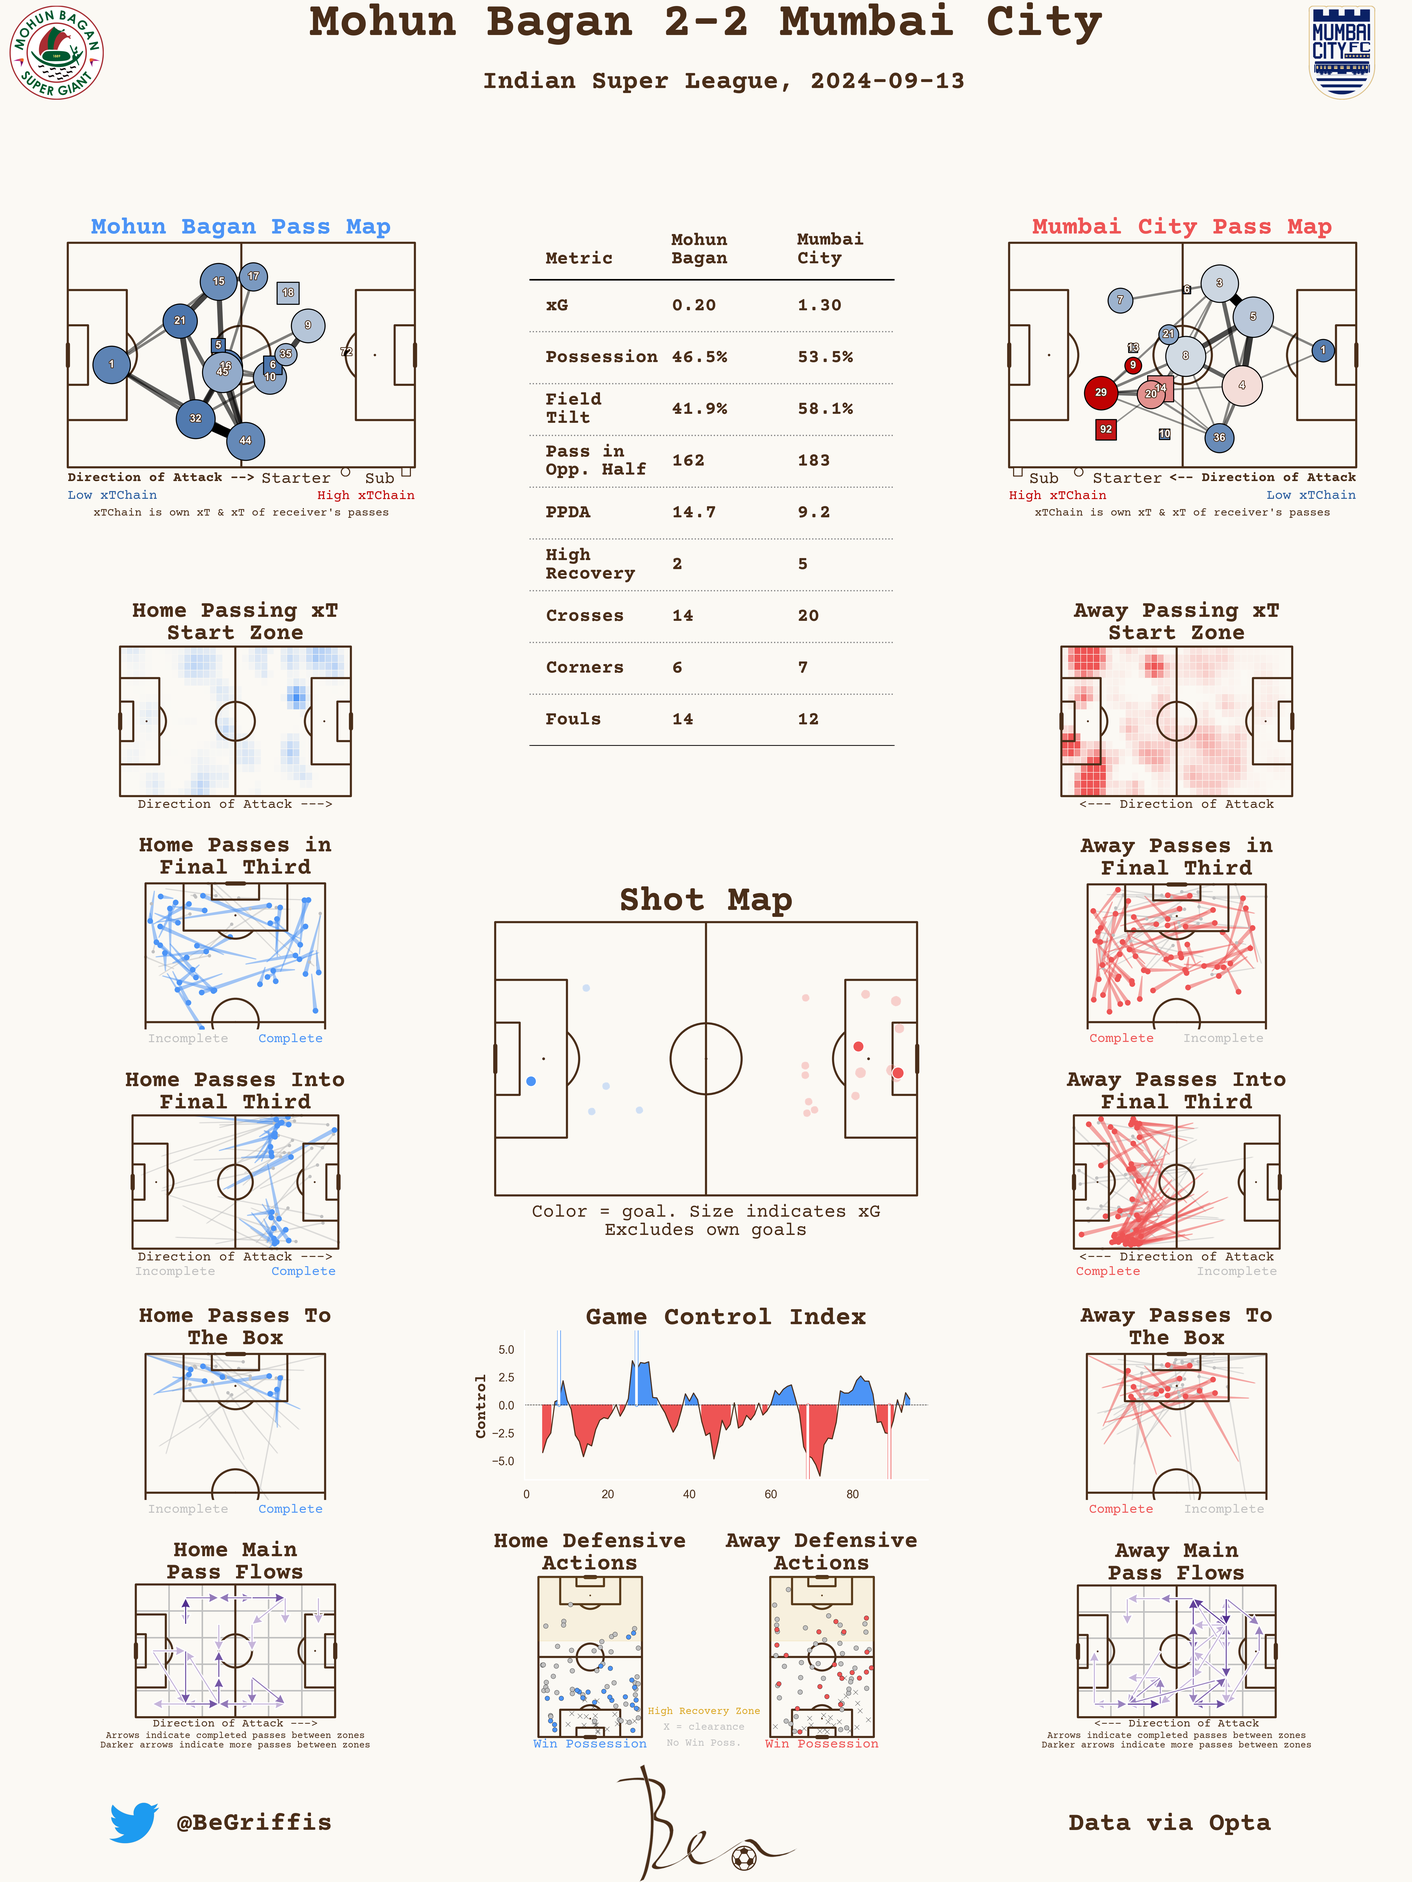 Mohun Bagan 2-2 Mumbai City
Indian Super League, 2024-09-13
MOHUN BAGAN
SUPER GIANT
MUMBAI
CITY FC
Mohun Bagan Pass Map
15
17
18
21
9
5
35
72
1
16
45
6
10
32
44
Direction of Attack --> Starter Sub
Low xTChain High xTChain
xTChain is own xT & xT of receiver's passes
Metric Mohun Bagan Mumbai City
xG 0.20 1.30
Possession 46.5% 53.5%
Field Tilt 41.9% 58.1%
Pass in Opp. Half 162 183
PPDA 14.7 9.2
High Recovery 2 5
Crosses 14 20
Corners 6 7
Fouls 14 12
Mumbai City Pass Map
6
3
7
5
21
13
8
1
9
4
29
20
14
92
10
36
Sub Starter <-- Direction of Attack
High xTChain Low xTChain
xTChain is own xT & xT of receiver's passes
Home Passing xT
Start Zone
Direction of Attack --->
Away Passing xT
Start Zone
<--- Direction of Attack
Home Passes in
Final Third
Incomplete Complete
Away Passes in
Final Third
Complete Incomplete
Shot Map
Color = goal. Size indicates xG
Excludes own goals
Home Passes Into
Final Third
Direction of Attack --->
Incomplete Complete
Away Passes Into
Final Third
<--- Direction of Attack
Complete Incomplete
Home Passes To
The Box
Incomplete Complete
Game Control Index
Control
5.0
2.5
0.0
−2.5
−5.0
0 20 40 60 80
Away Passes To
The Box
Complete Incomplete
Home Main
Pass Flows
Direction of Attack --->
Arrows indicate completed passes between zones
Darker arrows indicate more passes between zones
Home Defensive
Actions
Win Possession
High Recovery Zone
X = clearance
No Win Poss.
Away Defensive
Actions
Win Possession
Away Main
Pass Flows
<--- Direction of Attack
Arrows indicate completed passes between zones
Darker arrows indicate more passes between zones
@BeGriffis
Ben
Data via Opta